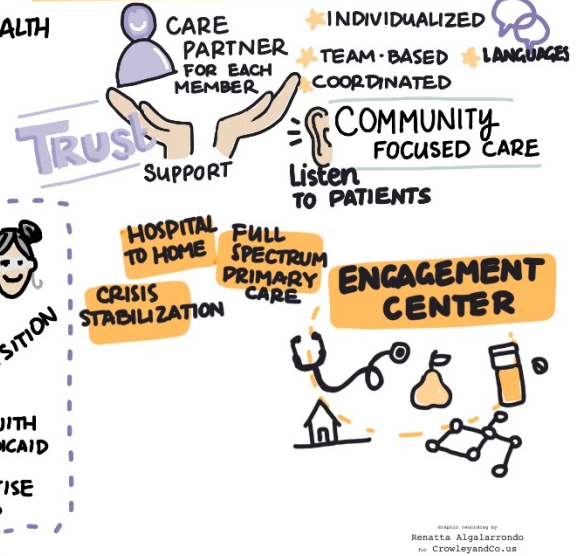 ALTH
CARE
PARTNER
FOR EACH
MEMBER
INDIVIDUALIZED
TEAM-BASED
LANGUAGES
COORDINATED
TRUST
SUPPORT
COMMUNITY
FOCUSED CARE
Listen
TO PATIENTS
HOSPITAL
TO HOME
FULL
SPECTRUM
PRIMARY
CARE
CRISIS
STABILIZATION
ENGAGEMENT
CENTER
SITION
ITH
ICAID
ISE
Graphic recording by
Renatta Algalarrondo
for CrowleyandCo.us